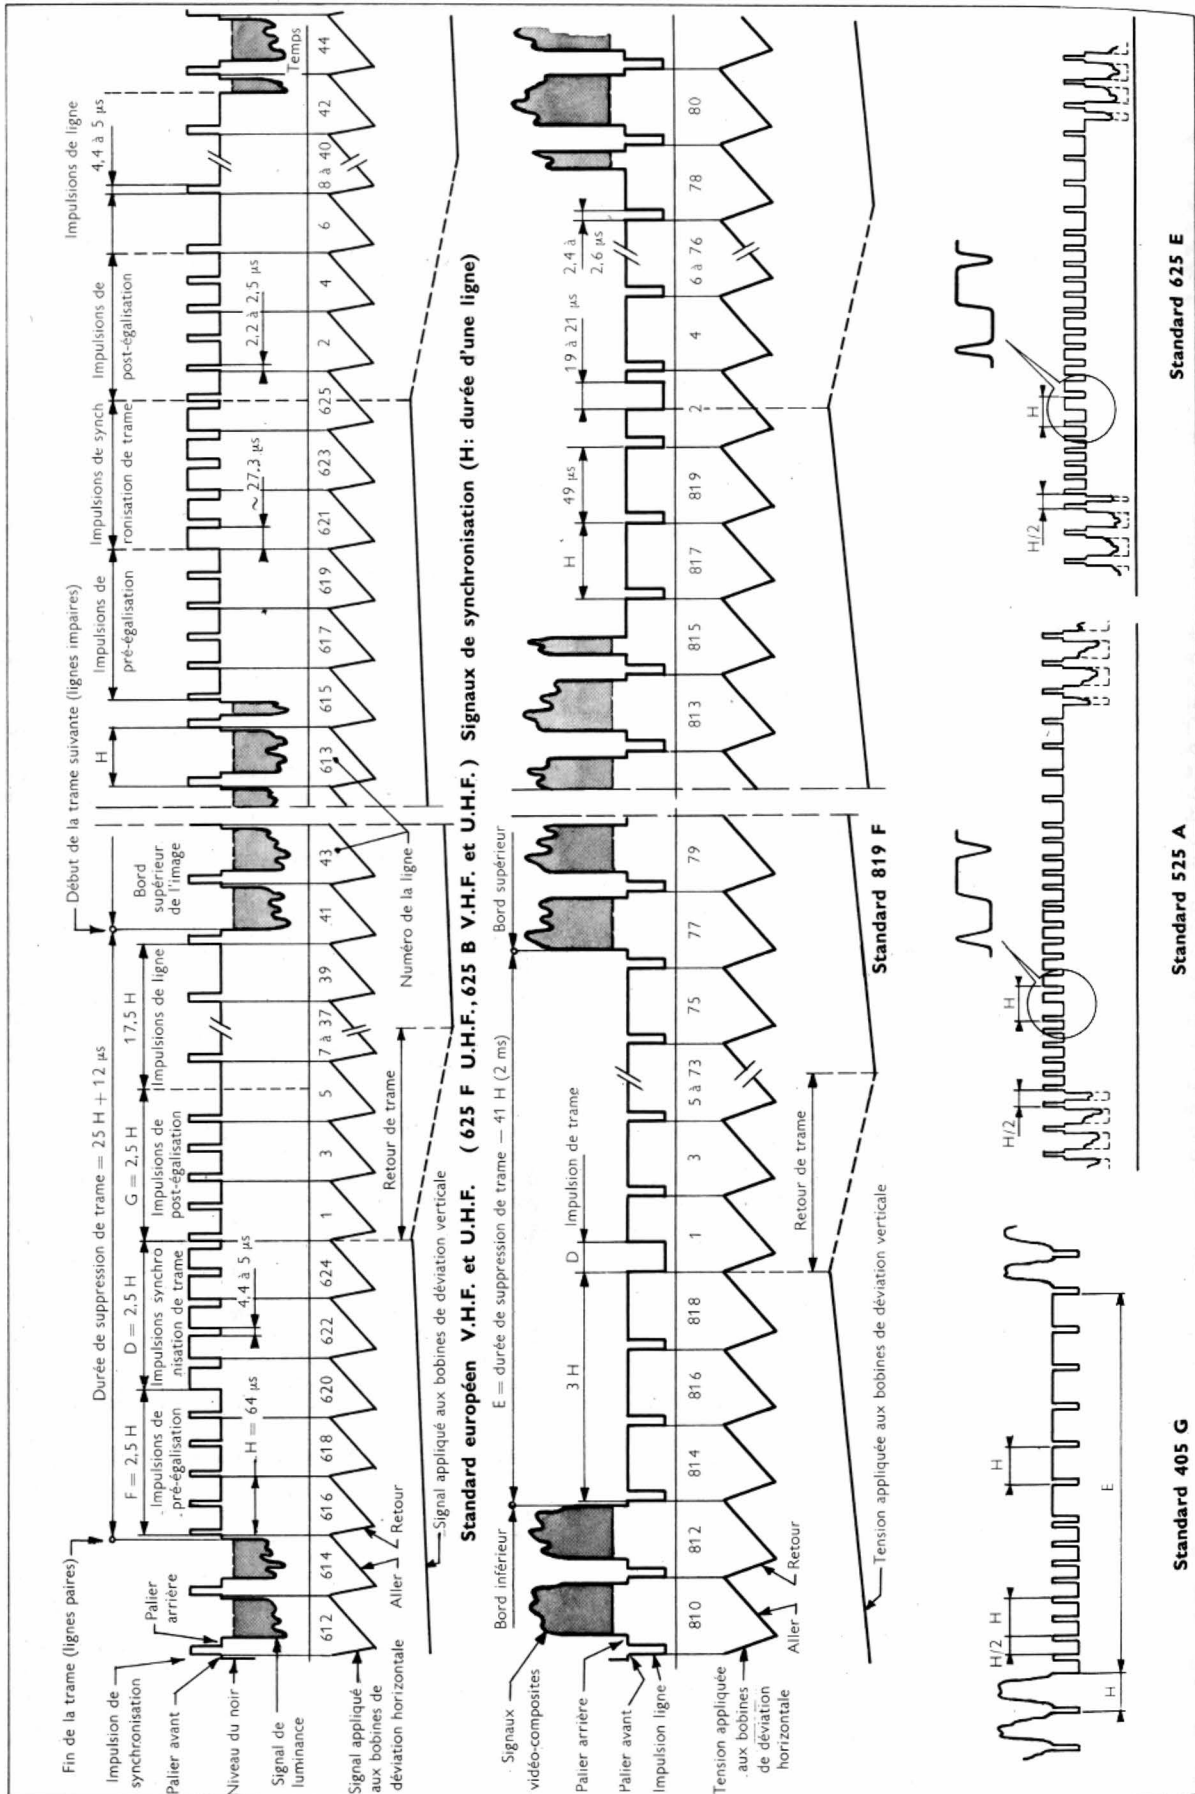 Fin de la trame (lignes paires)
Début de la trame suivante (lignes impaires)
Durée de suppression de trame = 25 H + 12 µs
F = 2,5 H
D = 2,5 H
G = 2,5 H
17,5 H
Impulsions de
pré-égalisation
Impulsions synchro
nisation de trame
Impulsions de
post-égalisation
Impulsions de ligne
Bord
supérieur
de l'image
H
Impulsions de
pré-égalisation
Impulsions de synch
ronisation de trame
Impulsions de
post-égalisation
Impulsions de ligne
4,4 à 5 µs
Impulsion de
synchronisation
Palier avant
Niveau du noir
Signal de
luminance
Palier
arrière
H = 64 µs
4,4 à 5 µs
~ 27,3 µs
2,2 à 2,5 µs
Temps
612 614 616 618 620 622 624 1 3 5 7 à 37 39 41 43
613 615 617 619 621 623 625 2 4 6 8 à 40 42 44
Signal appliqué
aux bobines de
déviation horizontale
Aller
Retour
Retour de trame
Numéro de la ligne
Signal appliqué aux bobines de déviation verticale
Standard européen V.H.F. et U.H.F. ( 625 F U.H.F., 625 B V.H.F. et U.H.F. ) Signaux de synchronisation (H: durée d'une ligne)
Signaux
vidéo-composites
Palier arrière
Palier avant
Impulsion ligne
Bord inférieur
E = durée de suppression de trame — 41 H (2 ms)
Bord supérieur
3 H
D
Impulsion de trame
H
49 µs
19 à 21 µs
2,4 à
2,6 µs
810 812 814 816 818 1 3 5 à 73 75 77 79
813 815 817 819 2 4 6 à 76 78 80
Tension appliquée
aux bobines
de déviation
horizontale
Aller
Retour
Retour de trame
Tension appliquée aux bobines de déviation verticale
Standard 819 F
H
H/2
H
E
H
Standard 405 G
H/2
H
Standard 525 A
H/2
H
Standard 625 E